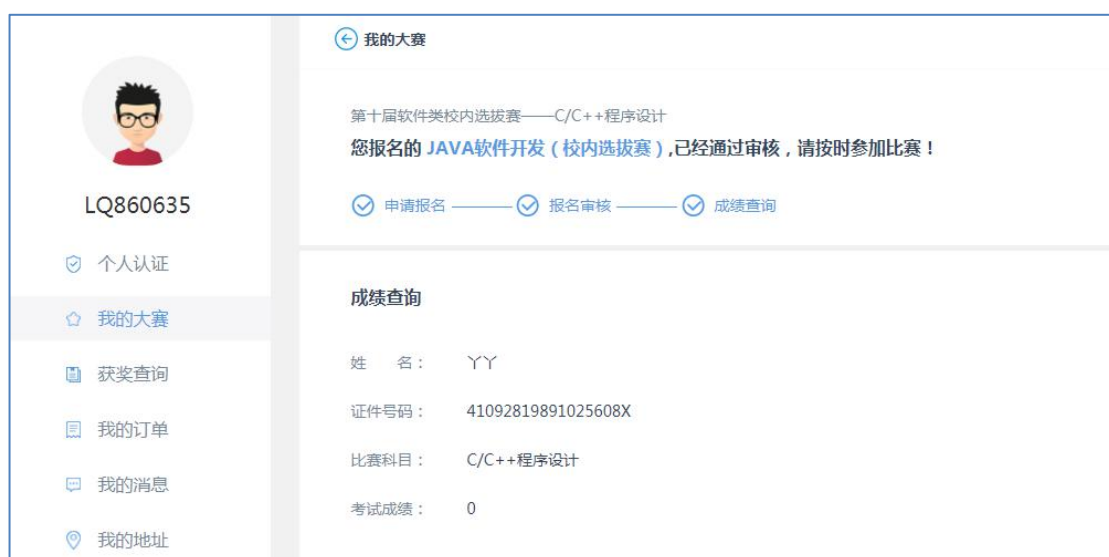 我的大赛
第十届软件类校内选拔赛——C/C++程序设计
您报名的 JAVA软件开发（校内选拔赛）,已经通过审核，请按时参加比赛！
申请报名
报名审核
成绩查询
LQ860635
个人认证
我的大赛
获奖查询
我的订单
我的消息
我的地址
成绩查询
姓 名： 丫丫
证件号码： 41092819891025608X
比赛科目： C/C++程序设计
考试成绩： 0